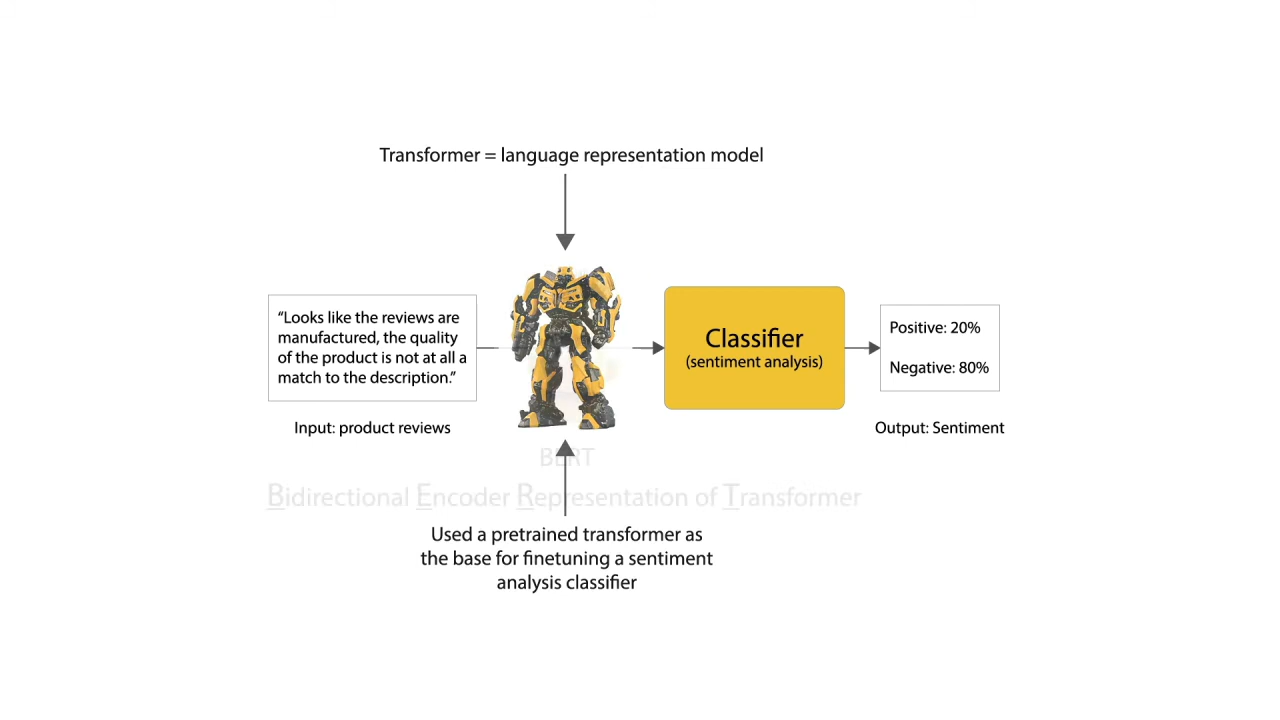 Transformer = language representation model
“Looks like the reviews are
manufactured, the quality
of the product is not at all a
match to the description.”
Input: product reviews
Classifier
(sentiment analysis)
Positive: 20%
Negative: 80%
Output: Sentiment
BERT
Bidirectional Encoder Representation of Transformer
Used a pretrained transformer as
the base for finetuning a sentiment
analysis classifier